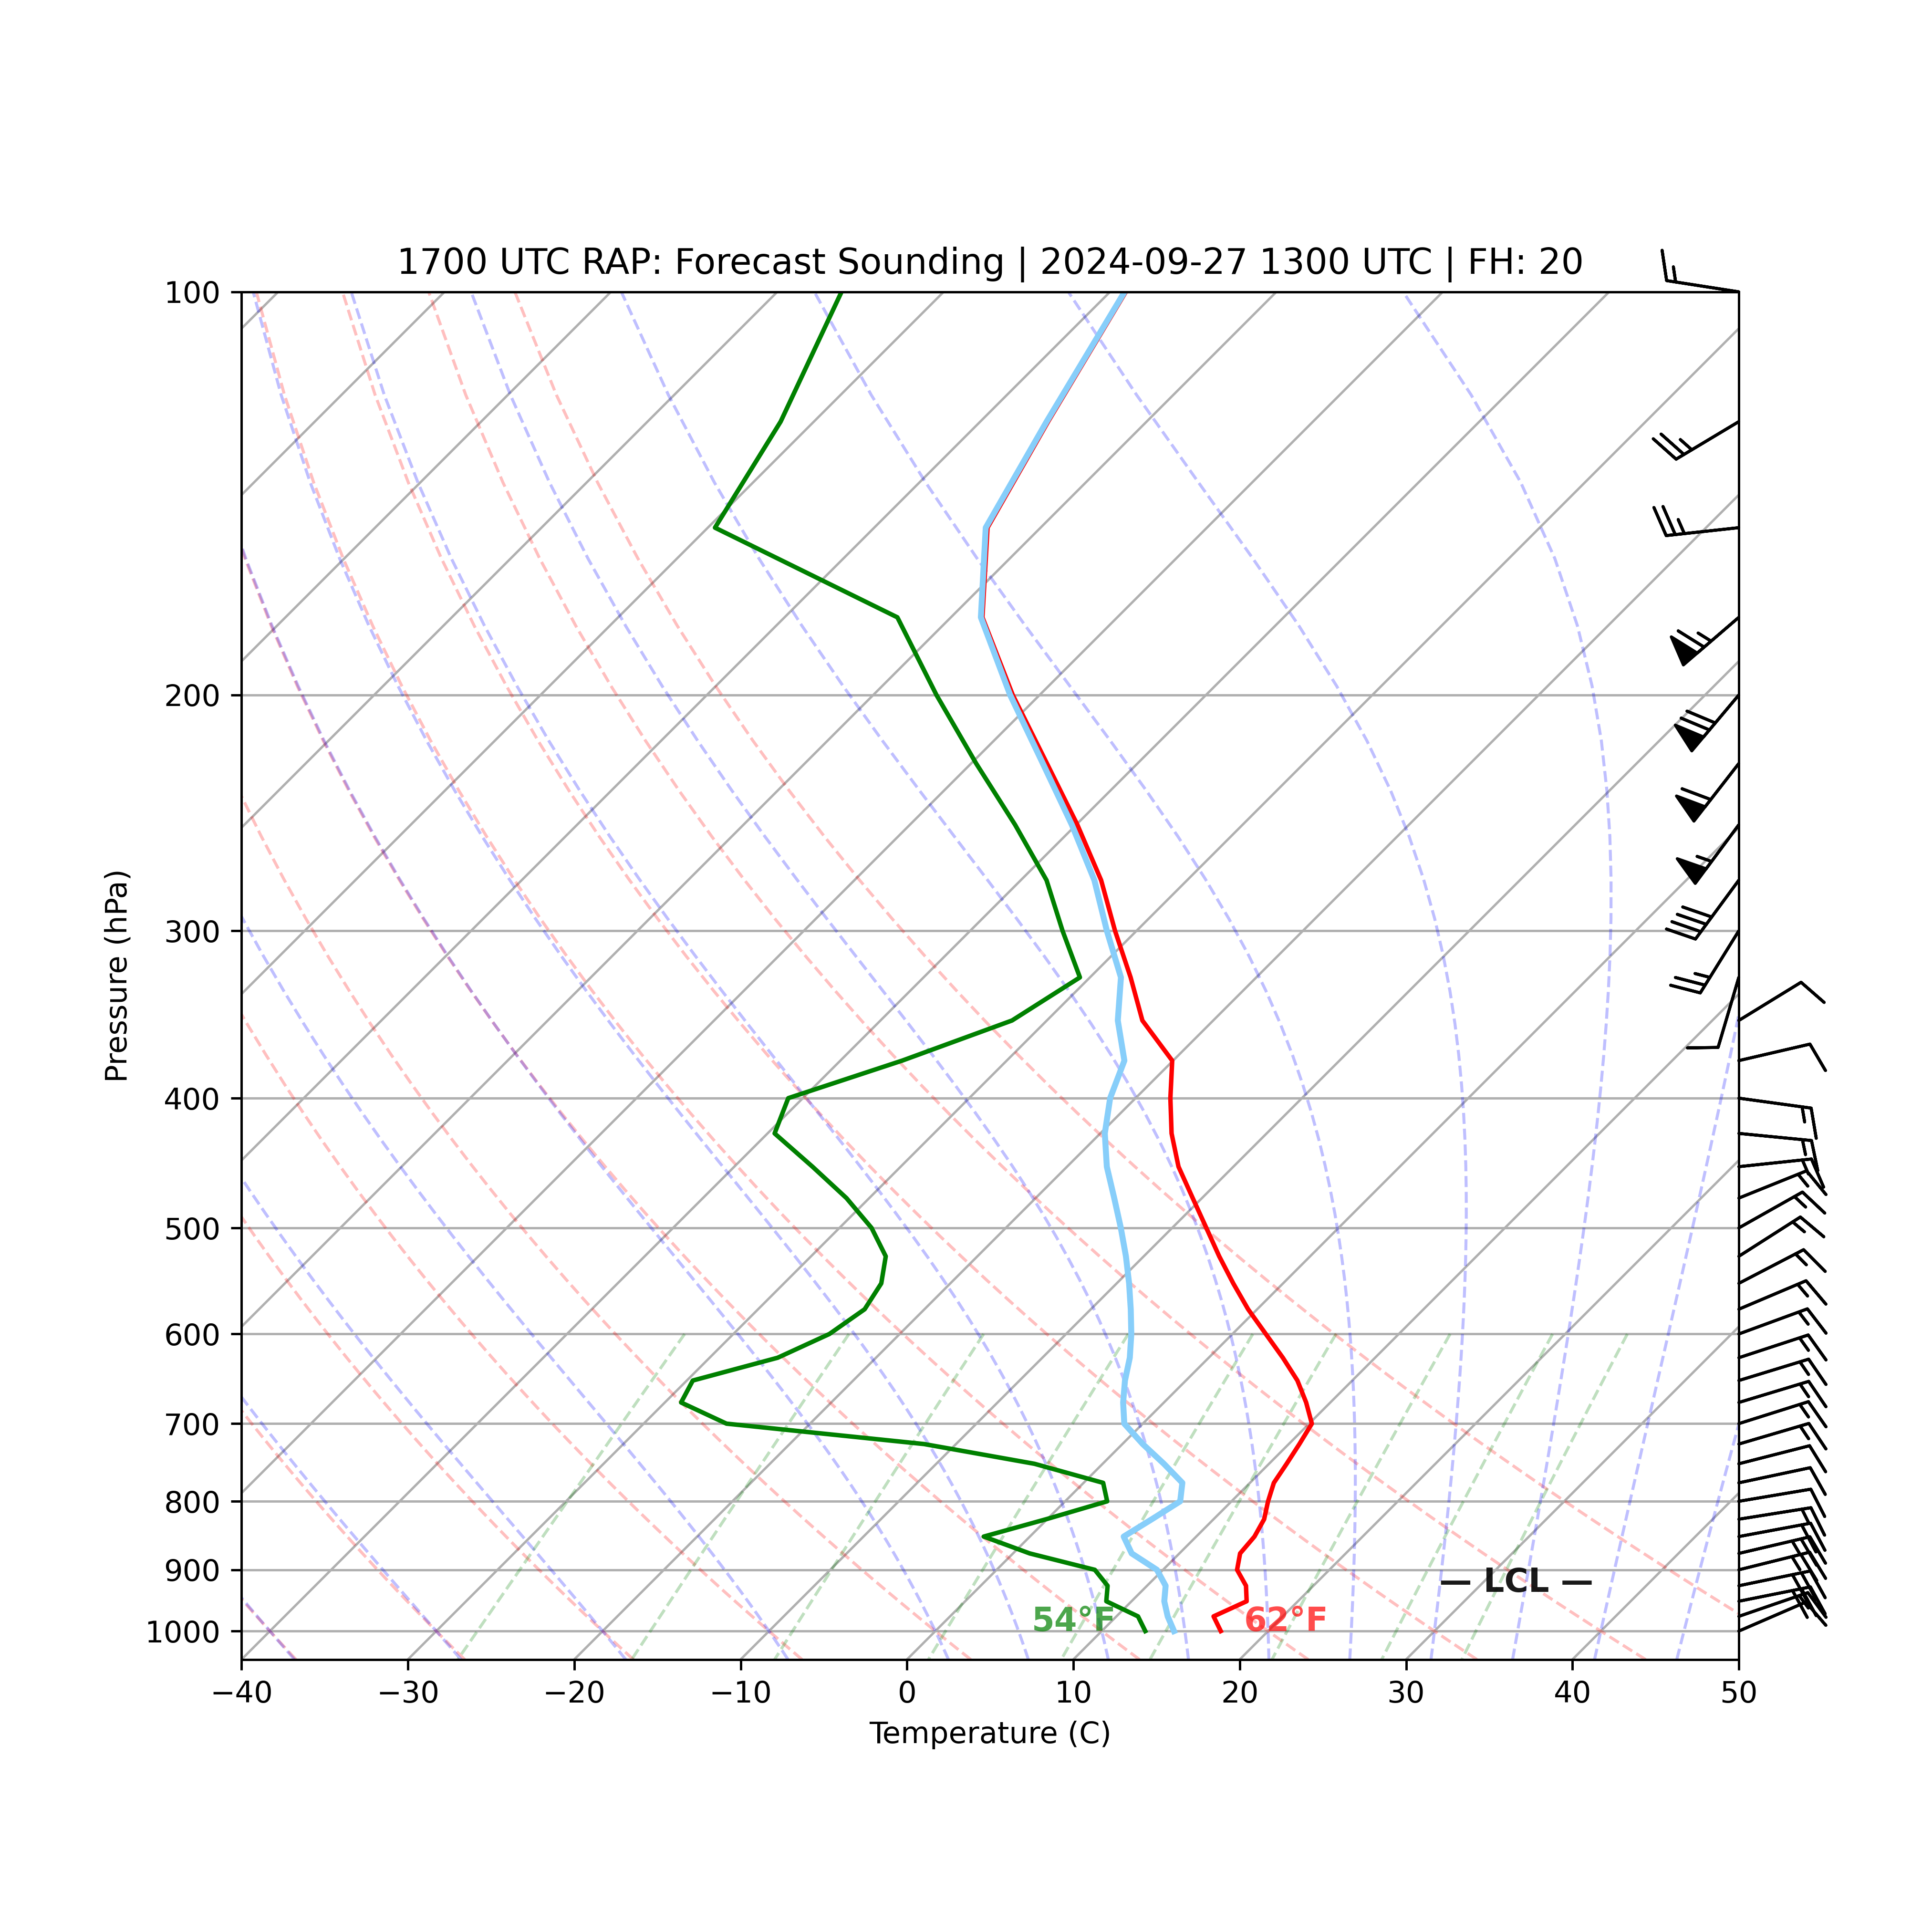 1700 UTC RAP: Forecast Sounding | 2024-09-27 1300 UTC | FH: 20
100
200
300
400
500
600
700
800
900
1000
Pressure (hPa)
— LCL —
54°F
62°F
−40 −30 −20 −10 0 10 20 30 40 50
Temperature (C)